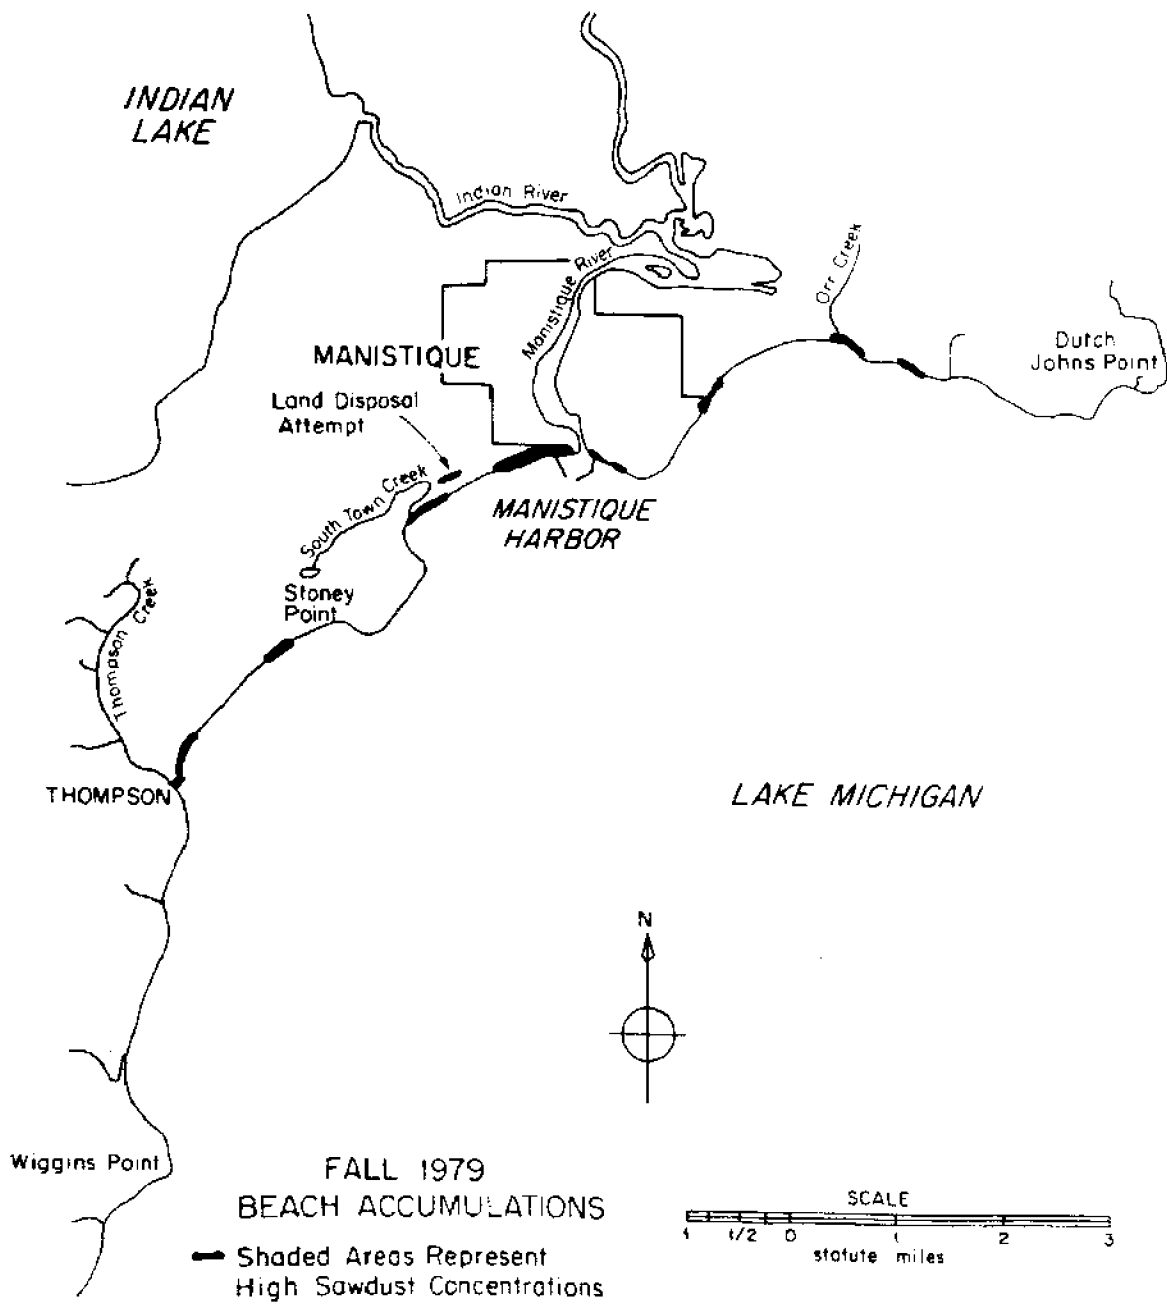 INDIAN
LAKE
Indian River
Manistique River
Orr Creek
Dutch
Johns Point
MANISTIQUE
Land Disposal
Attempt
South Town Creek
MANISTIQUE
HARBOR
Stoney
Point
Thompson Creek
THOMPSON
LAKE MICHIGAN
N
Wiggins Point
FALL 1979
BEACH ACCUMULATIONS
Shaded Areas Represent
High Sawdust Concentrations
SCALE
1 1/2 0 1 2 3
statute miles